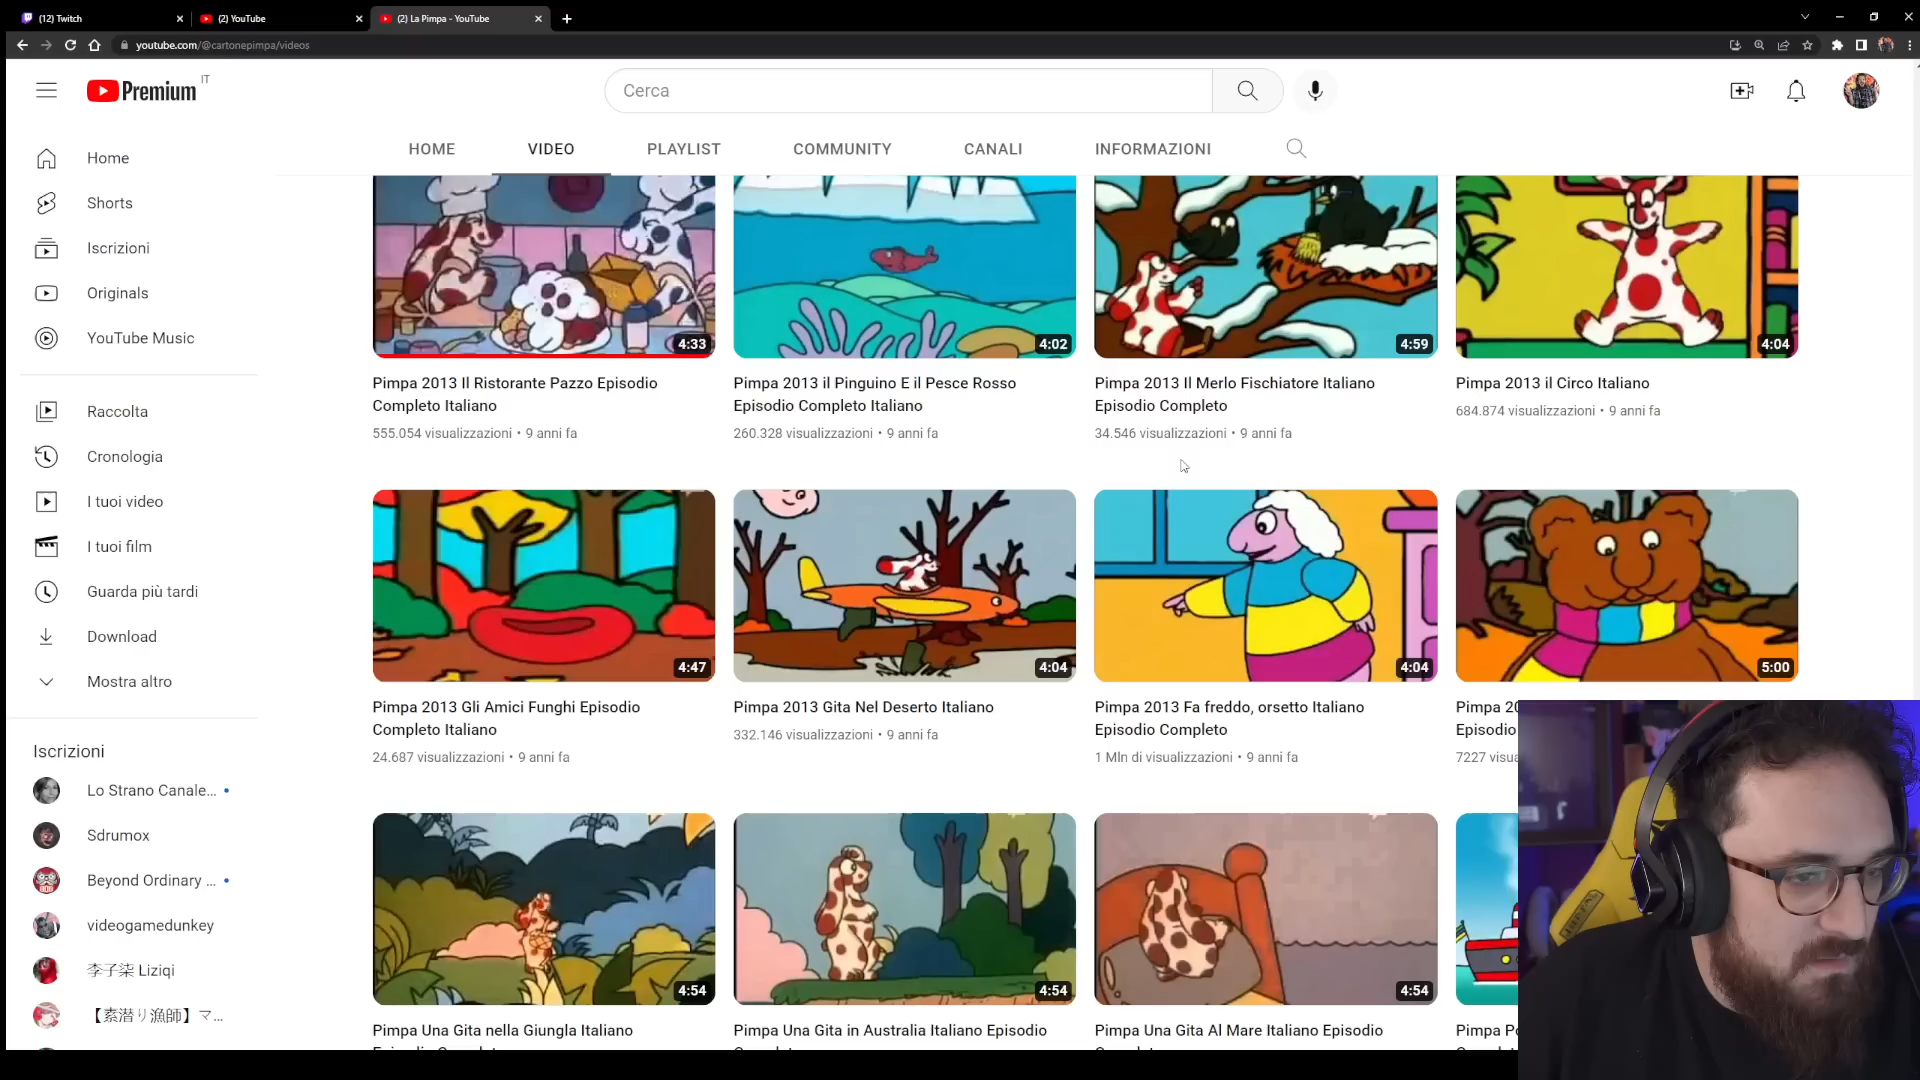 (12) Twitch
(2) YouTube
(2) La Pimpa - YouTube
youtube.com/@cartonepimpa/videos
Premium
IT
Cerca
HOME
VIDEO
PLAYLIST
COMMUNITY
CANALI
INFORMAZIONI
Home
Shorts
Iscrizioni
Originals
YouTube Music
Raccolta
Cronologia
I tuoi video
I tuoi film
Guarda più tardi
Download
Mostra altro
Iscrizioni
Lo Strano Canale...
Sdrumox
Beyond Ordinary ...
videogamedunkey
李子柒 Liziqi
【素潜り漁師】マ...
4:33
Pimpa 2013 Il Ristorante Pazzo Episodio
Completo Italiano
555.054 visualizzazioni • 9 anni fa
4:02
Pimpa 2013 il Pinguino E il Pesce Rosso
Episodio Completo Italiano
260.328 visualizzazioni • 9 anni fa
4:59
Pimpa 2013 Il Merlo Fischiatore Italiano
Episodio Completo
34.546 visualizzazioni • 9 anni fa
4:04
Pimpa 2013 il Circo Italiano
684.874 visualizzazioni • 9 anni fa
4:47
Pimpa 2013 Gli Amici Funghi Episodio
Completo Italiano
24.687 visualizzazioni • 9 anni fa
4:04
Pimpa 2013 Gita Nel Deserto Italiano
332.146 visualizzazioni • 9 anni fa
4:04
Pimpa 2013 Fa freddo, orsetto Italiano
Episodio Completo
1 Mln di visualizzazioni • 9 anni fa
5:00
Pimpa 20
Episodio
7227 visua
4:54
Pimpa Una Gita nella Giungla Italiano
4:54
Pimpa Una Gita in Australia Italiano Episodio
4:54
Pimpa Una Gita Al Mare Italiano Episodio
Pimpa Po